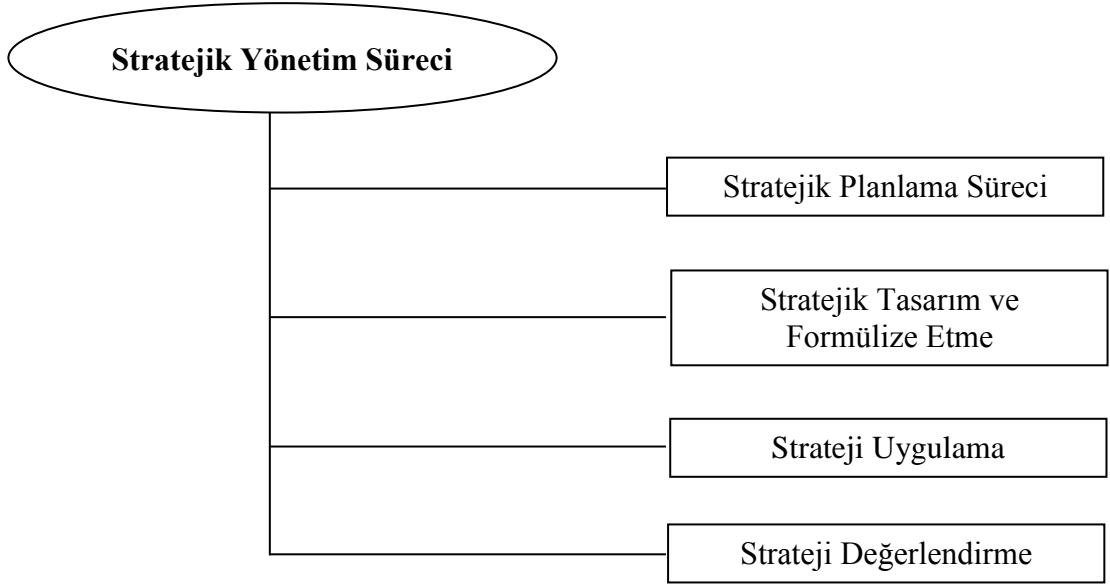 Stratejik Yönetim Süreci
Stratejik Planlama Süreci
Stratejik Tasarım ve
Formülize Etme
Strateji Uygulama
Strateji Değerlendirme